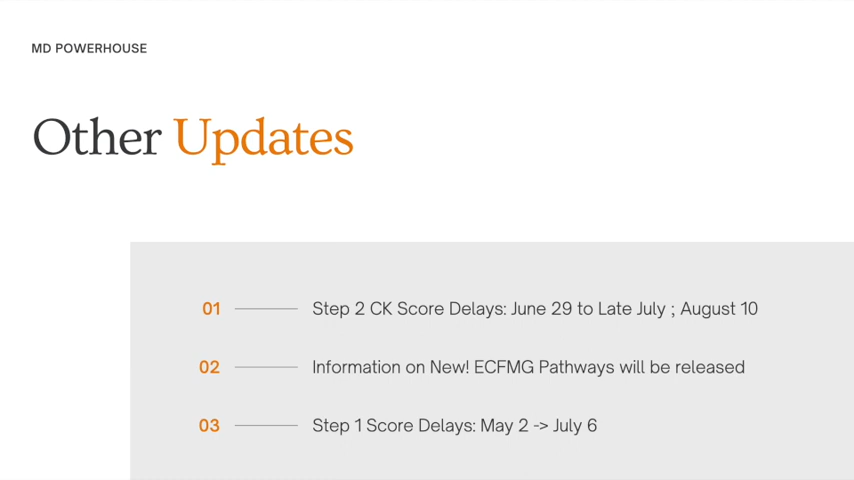 MD POWERHOUSE
Other Updates
01 Step 2 CK Score Delays: June 29 to Late July ; August 10
02 Information on New! ECFMG Pathways will be released
03 Step 1 Score Delays: May 2 -> July 6